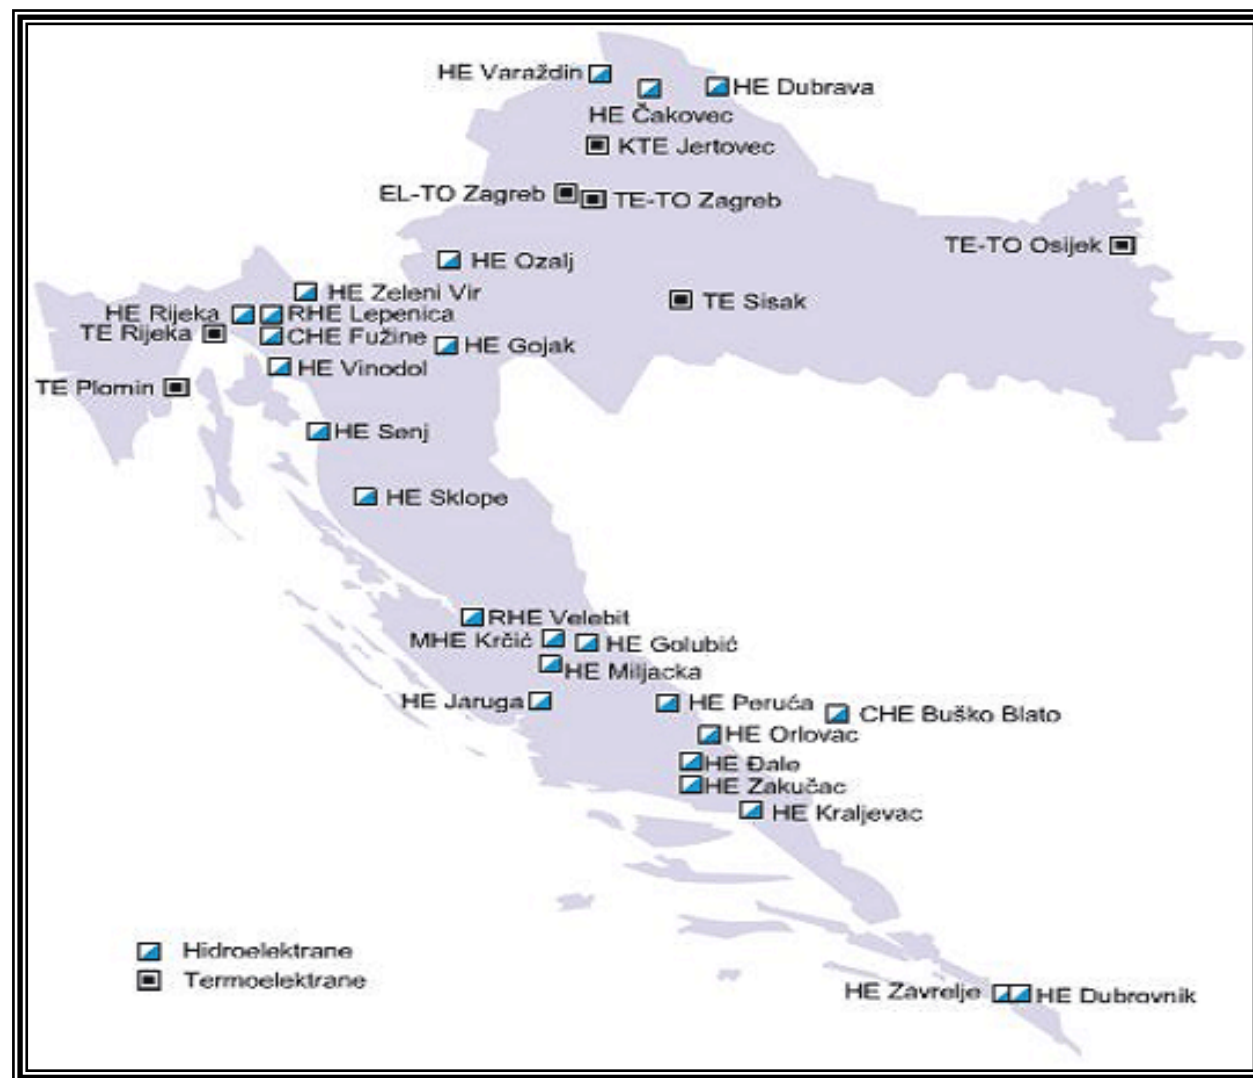 HE Varaždin
HE Dubrava
HE Čakovec
KTE Jertovec
EL-TO Zagreb
TE-TO Zagreb
TE-TO Osijek
HE Ozalj
HE Zeleni Vir
TE Sisak
HE Rijeka
RHE Lepenica
TE Rijeka
CHE Fužine
HE Gojak
HE Vinodol
TE Plomin
HE Senj
HE Sklope
RHE Velebit
MHE Krčić
HE Golubić
HE Miljacka
HE Jaruga
HE Peruća
CHE Buško Blato
HE Orlovac
HE Đale
HE Zakučac
HE Kraljevac
Hidroelektrane
Termoelektrane
HE Zavrelje
HE Dubrovnik